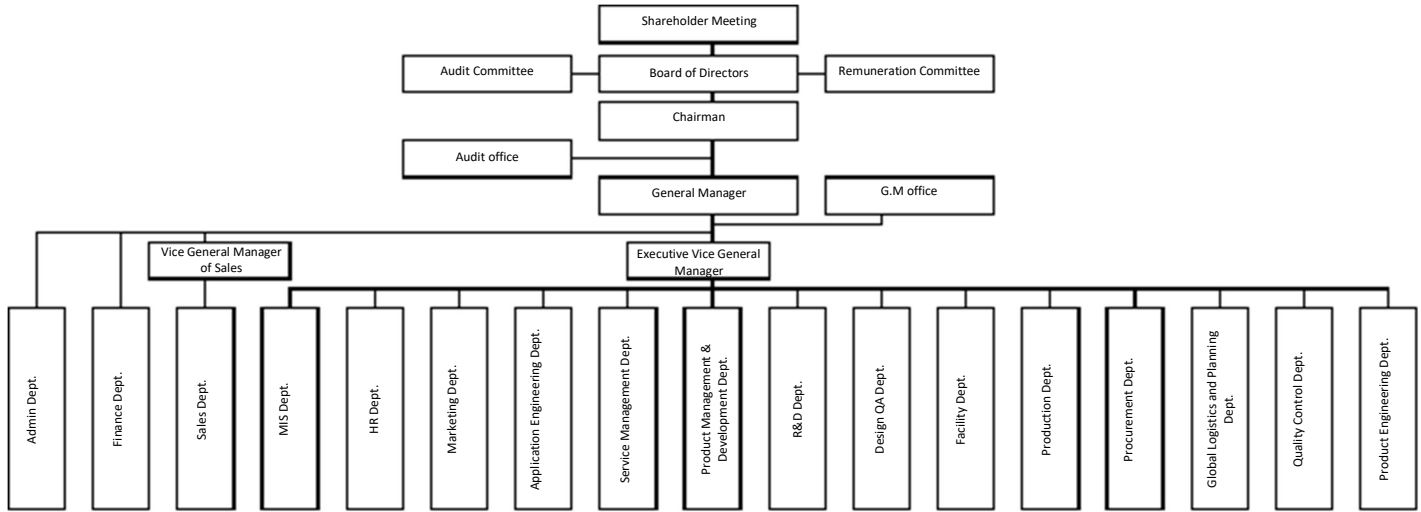 Shareholder Meeting
Audit Committee
Board of Directors
Remuneration Committee
Chairman
Audit office
General Manager
G.M office
Vice General Manager
of Sales
Executive Vice General
Manager
Admin Dept.
Finance Dept.
Sales Dept.
MIS Dept.
HR Dept.
Marketing Dept.
Application Engineering Dept.
Service Management Dept.
Product Management &
Development Dept.
R&D Dept.
Design QA Dept.
Facility Dept.
Production Dept.
Procurement Dept.
Global Logistics and Planning
Dept.
Quality Control Dept.
Product Engineering Dept.